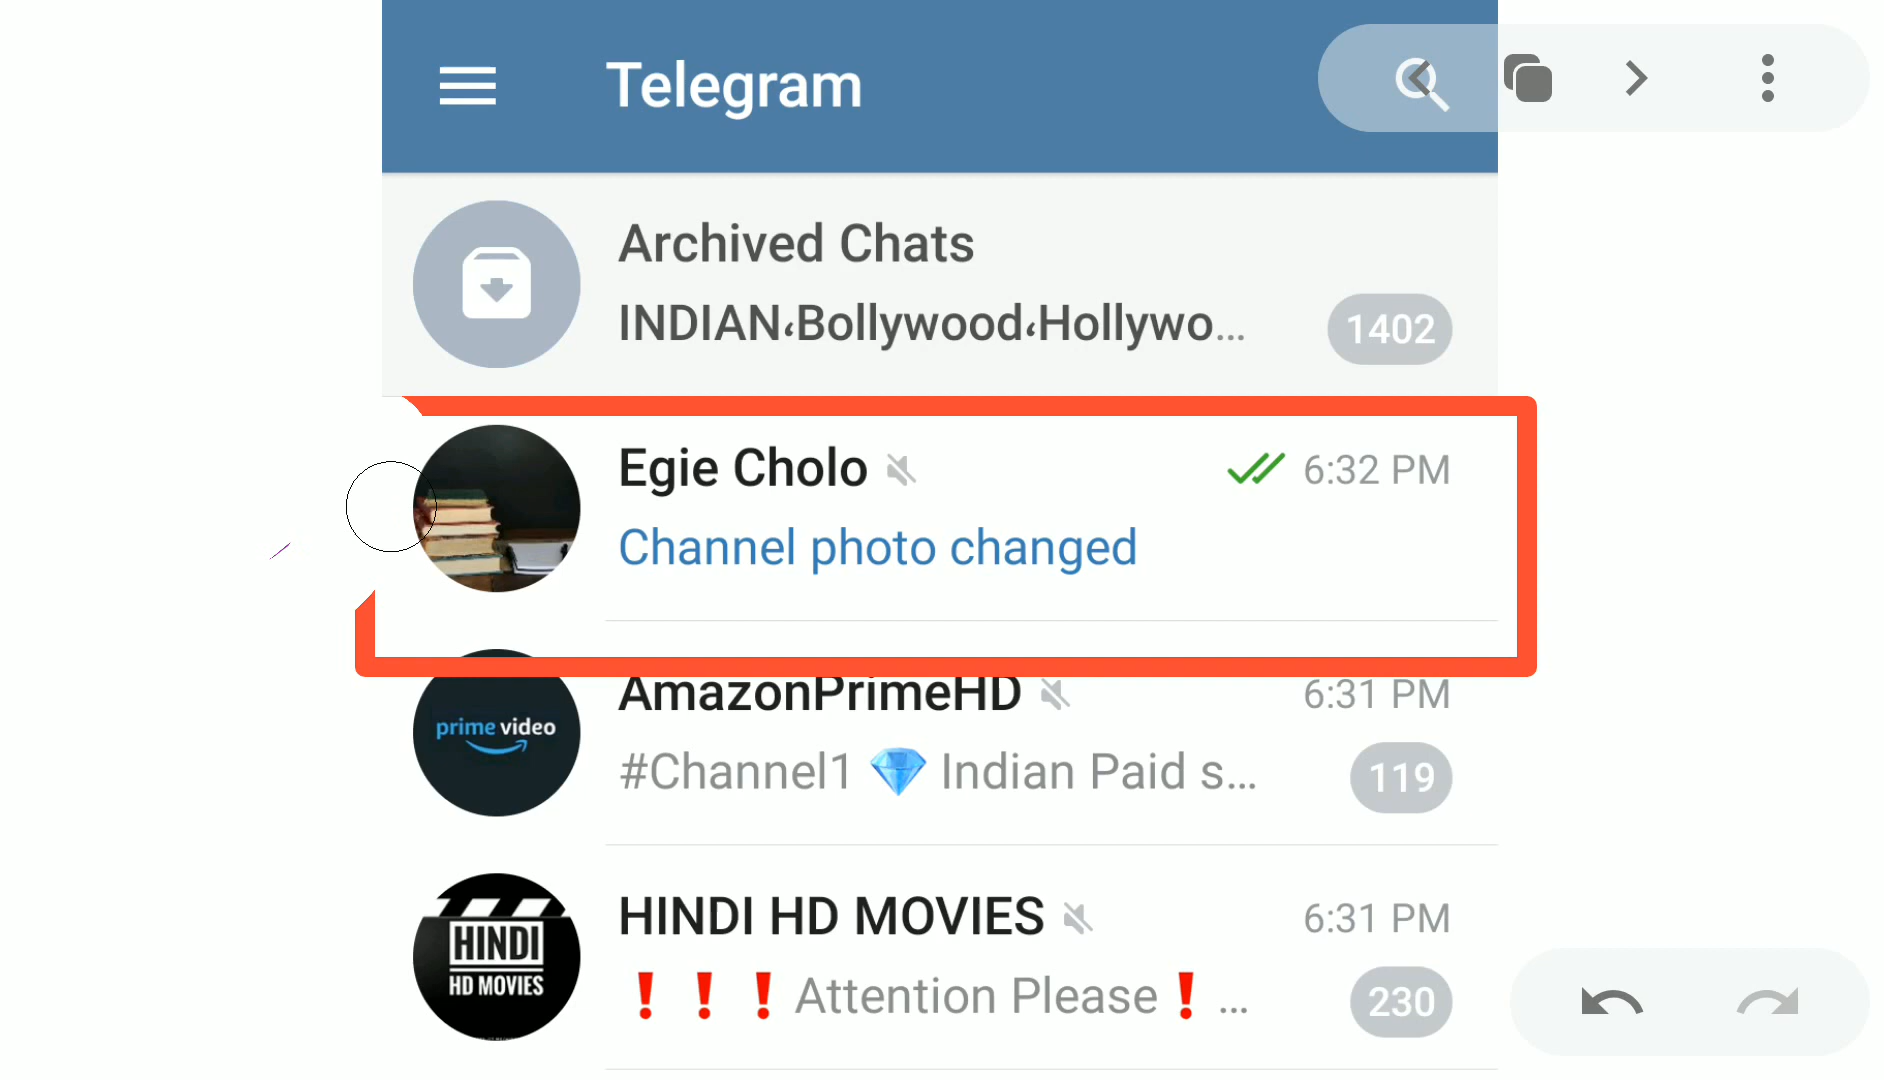 Telegram
Archived Chats
INDIAN،Bollywood،Hollywo...
1402
Egie Cholo
6:32 PM
Channel photo changed
AmazonPrimeHD
6:31 PM
prime video
#Channel1 💎 Indian Paid s...
119
HINDI HD MOVIES
6:31 PM
HINDI
HD MOVIES
❗❗❗Attention Please❗...
230